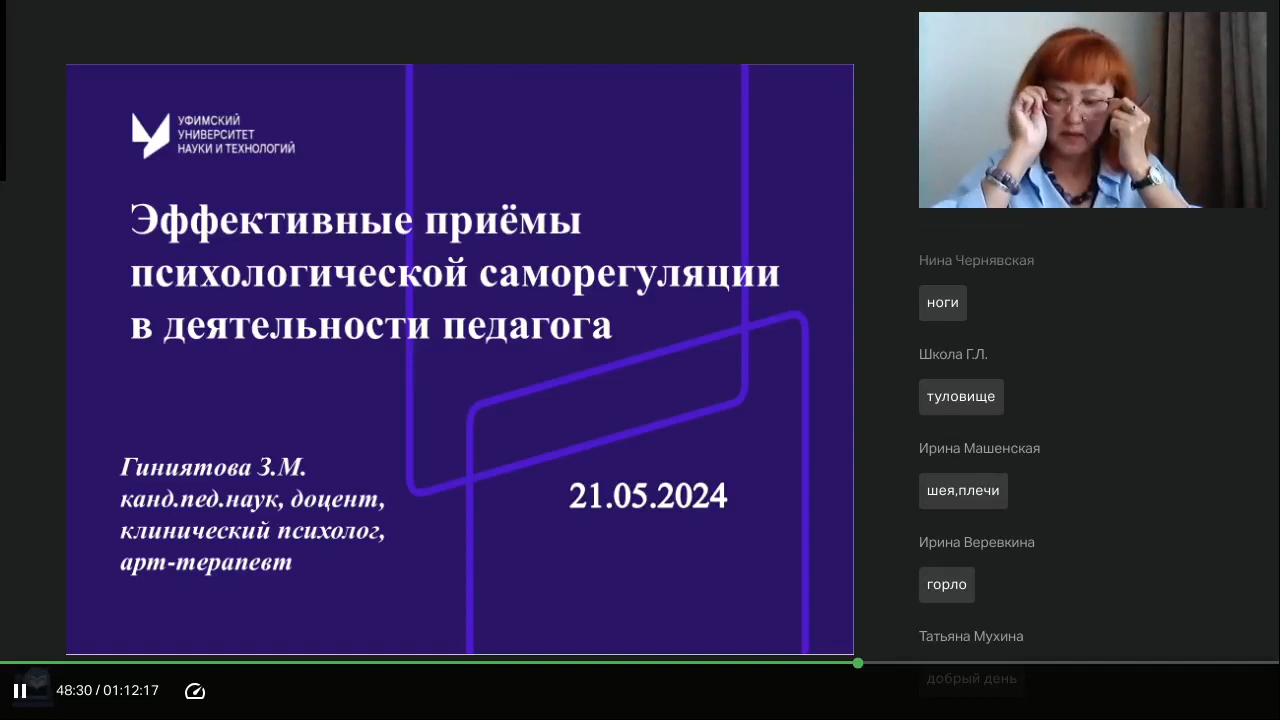 УФИМСКИЙ
УНИВЕРСИТЕТ
НАУКИ И ТЕХНОЛОГИЙ
Эффективные приёмы
психологической саморегуляции
в деятельности педагога
Гиниятова З.М.
канд.пед.наук, доцент,
клинический психолог,
арт-терапевт
21.05.2024
Нина Чернявская
ноги
Школа Г.Л.
туловище
Ирина Машенская
шея,плечи
Ирина Веревкина
горло
Татьяна Мухина
добрый день
48:30 / 01:12:17